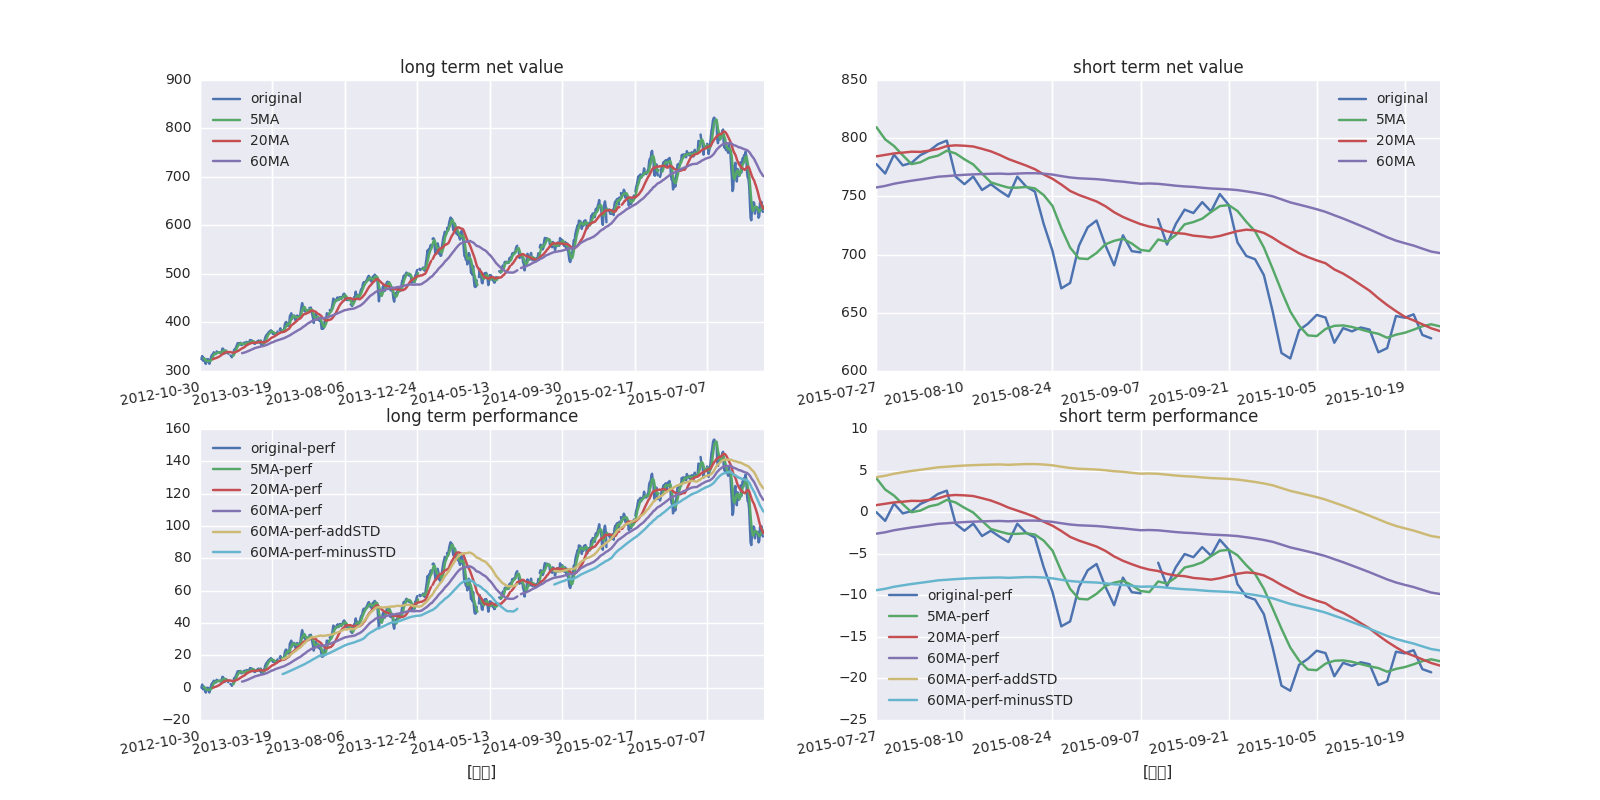 long term net value
900
800
700
600
500
400
300
original
5MA
20MA
60MA
2012-10-30
2013-03-19
2013-08-06
2013-12-24
2014-05-13
2014-09-30
2015-02-17
2015-07-07
short term net value
850
800
750
700
650
600
original
5MA
20MA
60MA
2015-07-27
2015-08-10
2015-08-24
2015-09-07
2015-09-21
2015-10-05
2015-10-19
long term performance
160
140
120
100
80
60
40
20
0
−20
original-perf
5MA-perf
20MA-perf
60MA-perf
60MA-perf-addSTD
60MA-perf-minusSTD
2012-10-30
2013-03-19
2013-08-06
2013-12-24
2014-05-13
2014-09-30
2015-02-17
2015-07-07
short term performance
10
5
0
−5
−10
−15
−20
−25
original-perf
5MA-perf
20MA-perf
60MA-perf
60MA-perf-addSTD
60MA-perf-minusSTD
2015-07-27
2015-08-10
2015-08-24
2015-09-07
2015-09-21
2015-10-05
2015-10-19